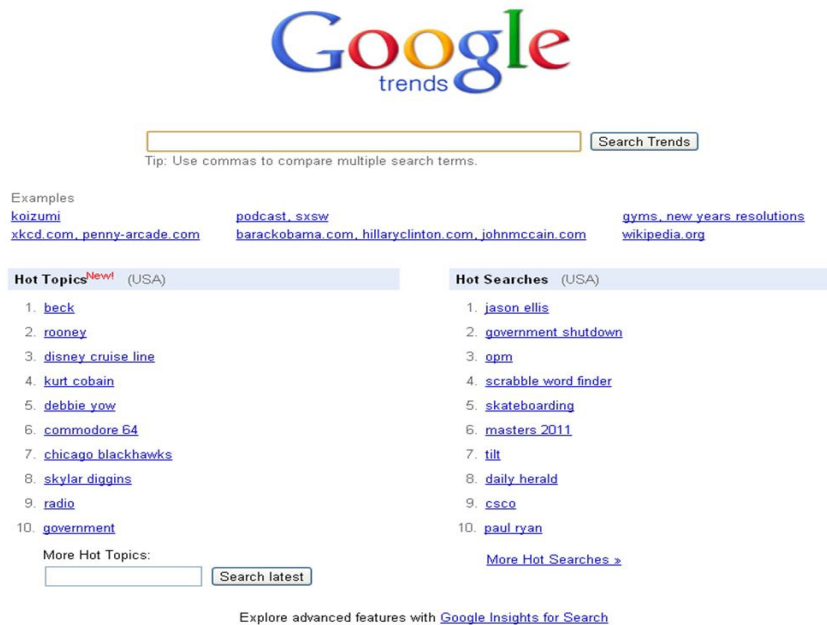 Google
trends
Search Trends
Tip: Use commas to compare multiple search terms.
Examples
koizumi podcast, sxsw gyms, new years resolutions
xkcd.com, penny-arcade.com barackobama.com, hillaryclinton.com, johnmccain.com wikipedia.org
Hot Topics New! (USA)
1. beck
2. rooney
3. disney cruise line
4. kurt cobain
5. debbie yow
6. commodore 64
7. chicago blackhawks
8. skylar diggins
9. radio
10. government
More Hot Topics:
Search latest
Hot Searches (USA)
1. jason ellis
2. government shutdown
3. opm
4. scrabble word finder
5. skateboarding
6. masters 2011
7. tilt
8. daily herald
9. csco
10. paul ryan
More Hot Searches »
Explore advanced features with Google Insights for Search